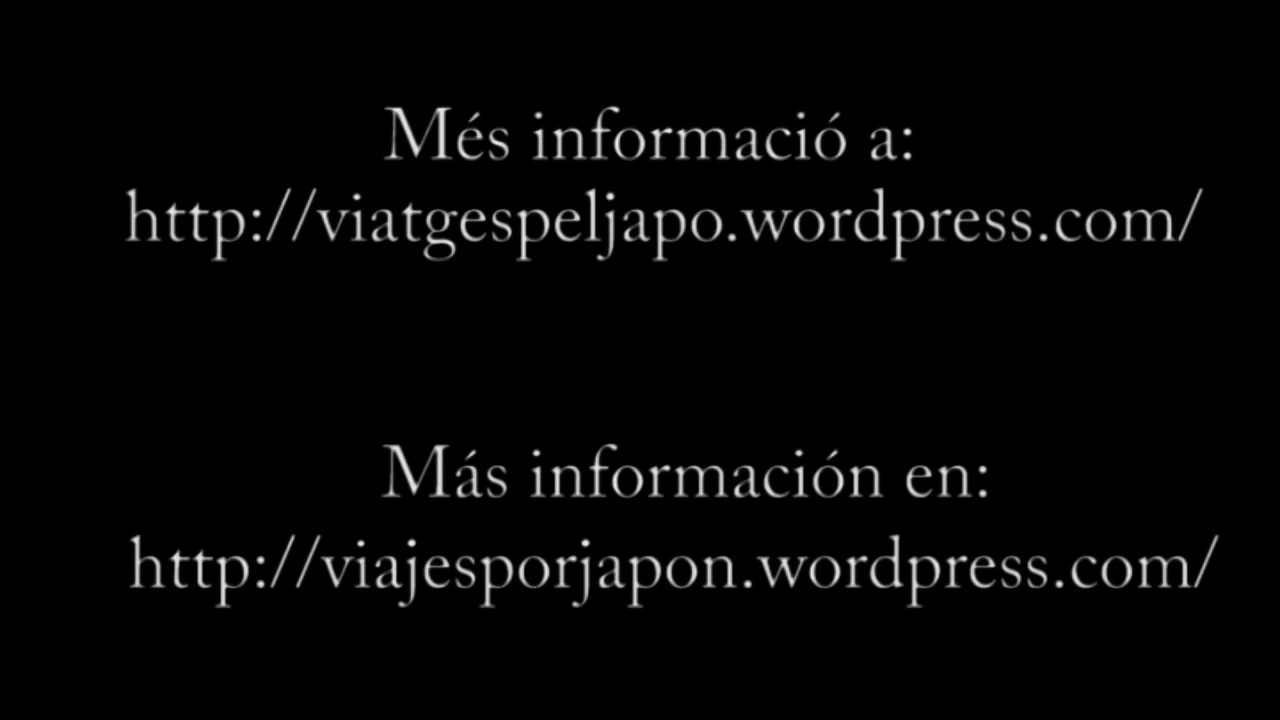 Més informació a:
http://viatgespeljapo.wordpress.com/
Más información en:
http://viajesporjapon.wordpress.com/